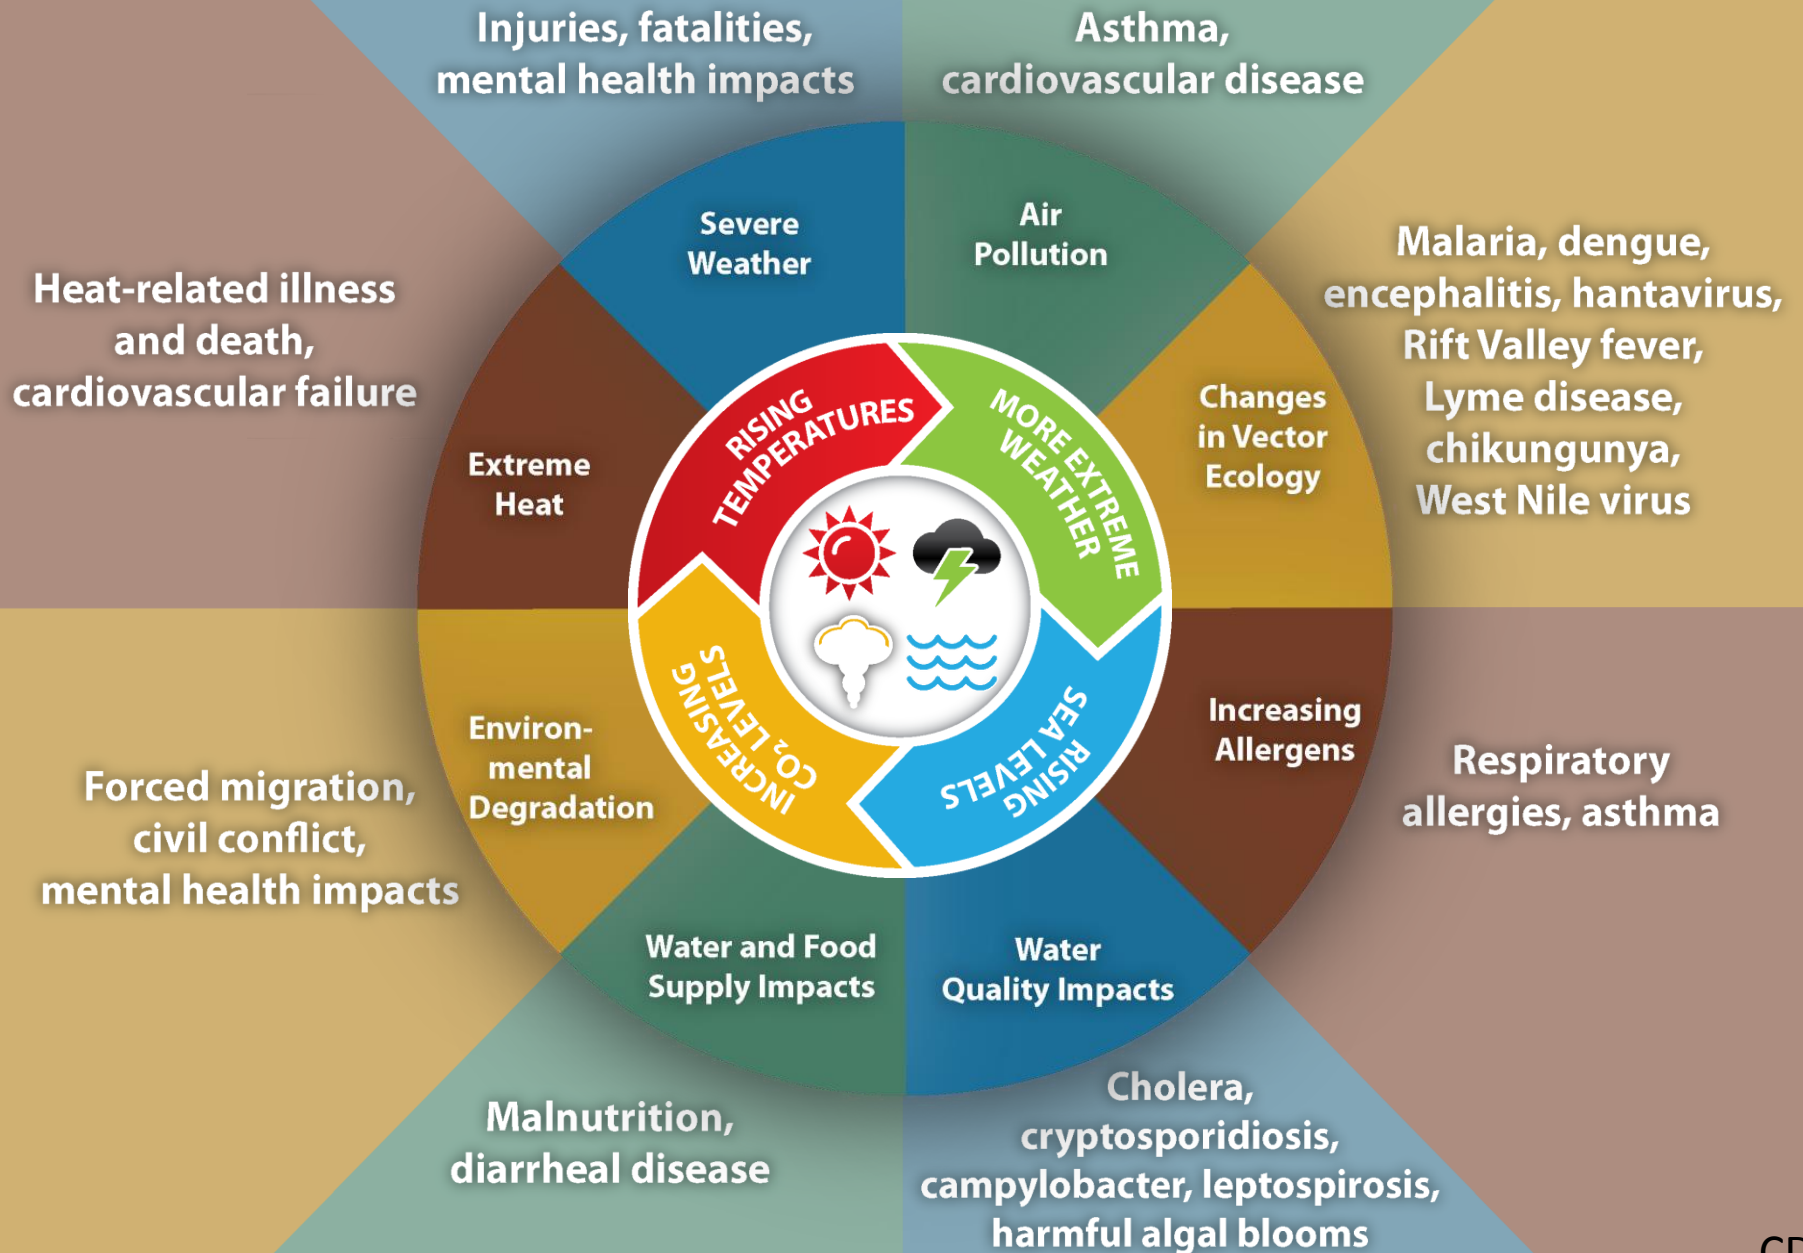 Injuries, fatalities,
mental health impacts
Asthma,
cardiovascular disease
Malaria, dengue,
encephalitis, hantavirus,
Rift Valley fever,
Lyme disease,
chikungunya,
West Nile virus
Respiratory
allergies, asthma
Cholera,
cryptosporidiosis,
campylobacter, leptospirosis,
harmful algal blooms
Malnutrition,
diarrheal disease
Forced migration,
civil conflict,
mental health impacts
Heat-related illness
and death,
cardiovascular failure
Severe
Weather
Air
Pollution
Changes
in Vector
Ecology
Increasing
Allergens
Water
Quality Impacts
Water and Food
Supply Impacts
Environ-
mental
Degradation
Extreme
Heat
RISING
TEMPERATURES
MORE EXTREME
WEATHER
RISING
SEA LEVELS
INCREASING
CO₂ LEVELS